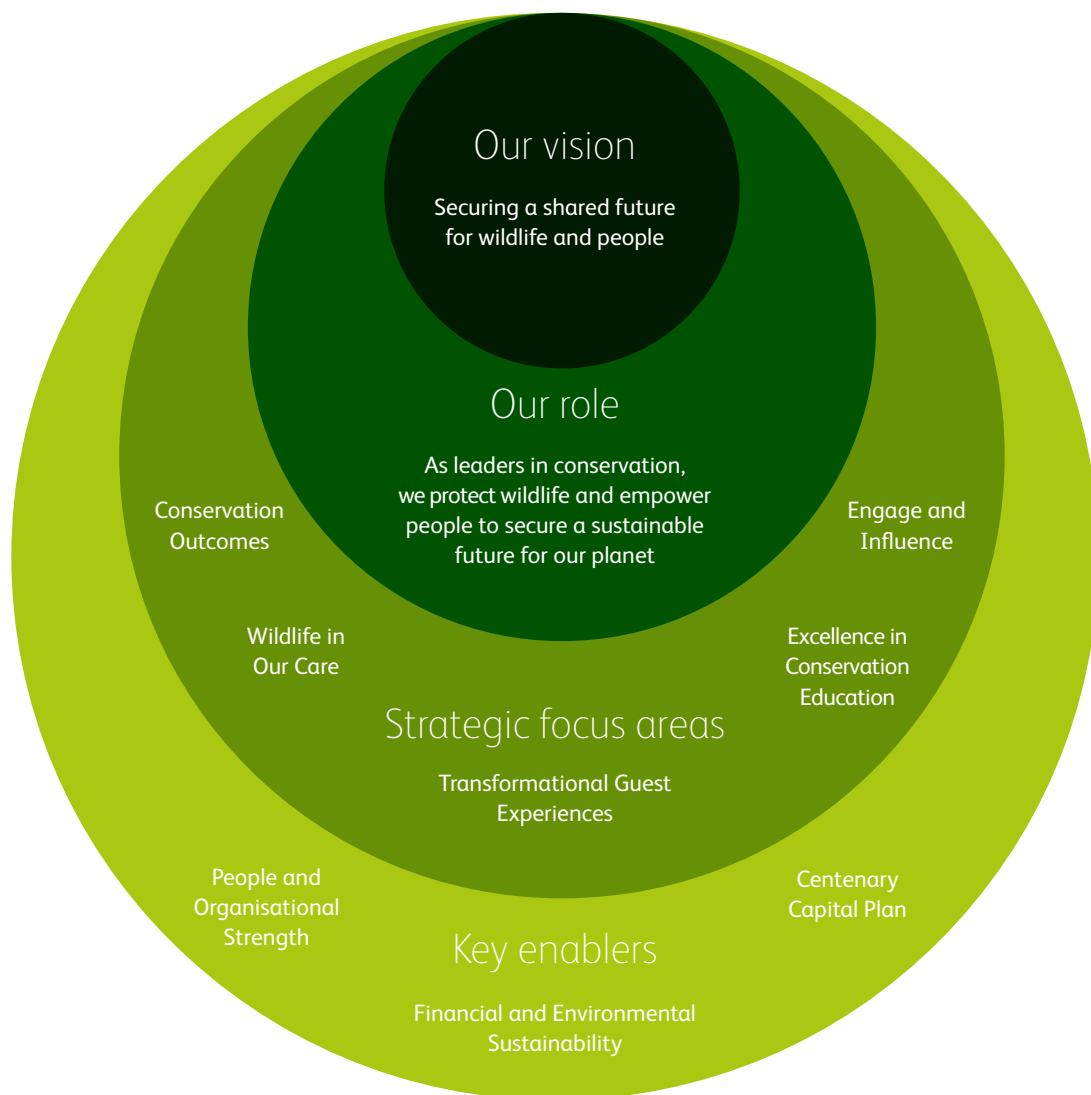 Our vision
Securing a shared future
for wildlife and people
Our role
As leaders in conservation,
we protect wildlife and empower
people to secure a sustainable
future for our planet
Conservation
Outcomes
Engage and
Influence
Wildlife in
Our Care
Excellence in
Conservation
Education
Strategic focus areas
Transformational Guest
Experiences
People and
Organisational
Strength
Centenary
Capital Plan
Key enablers
Financial and Environmental
Sustainability